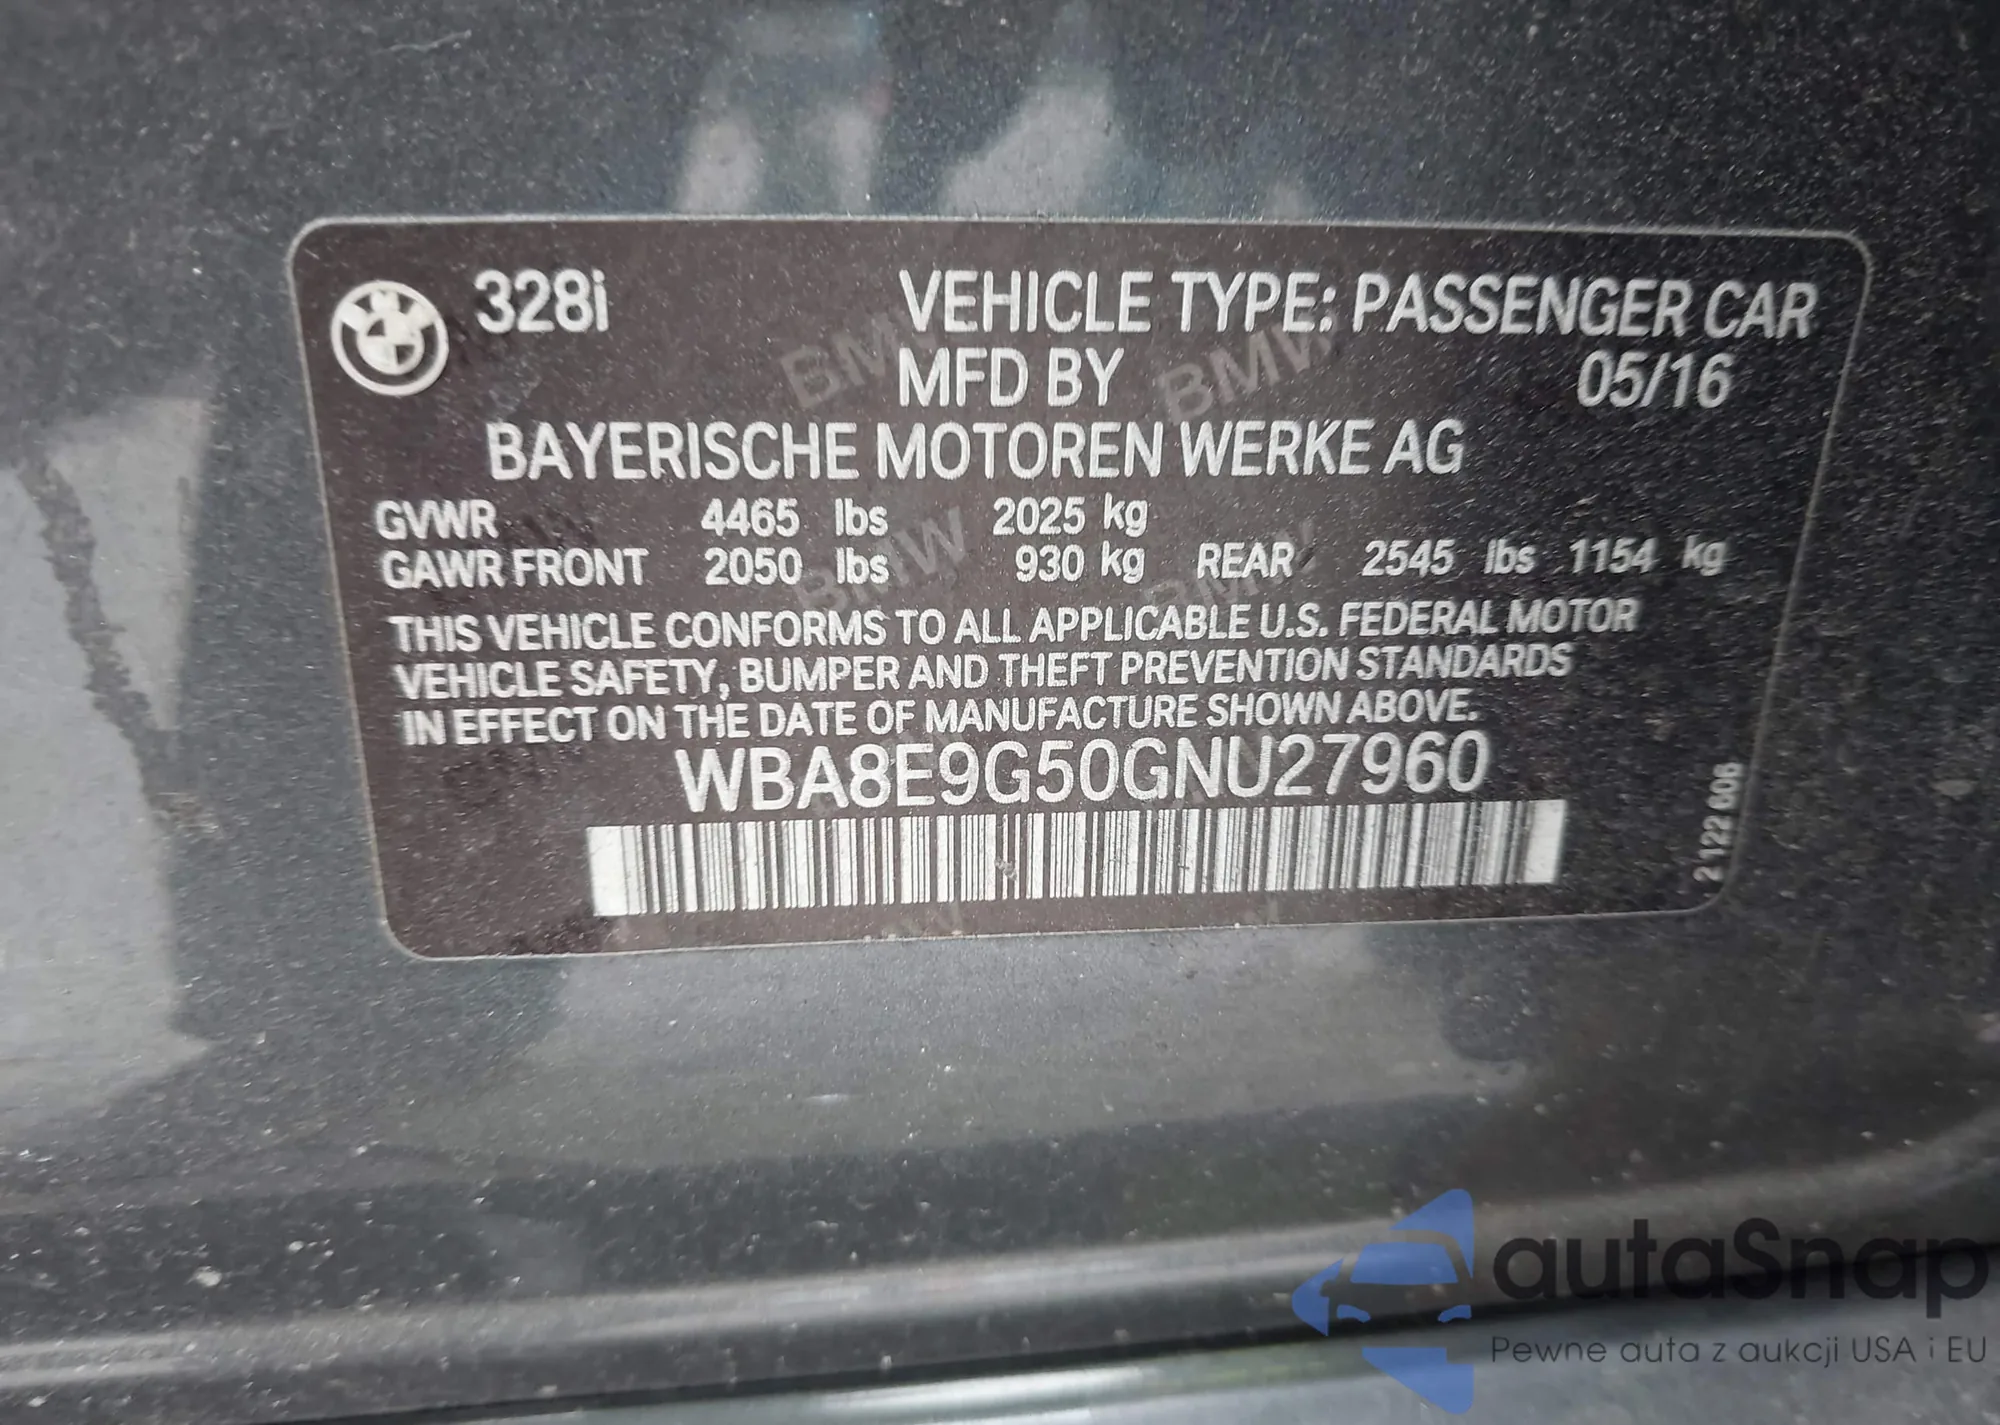 328i
VEHICLE TYPE: PASSENGER CAR
MFD BY 05/16
BAYERISCHE MOTOREN WERKE AG
GVWR 4465 lbs 2025 kg
GAWR FRONT 2050 lbs 930 kg REAR 2545 lbs 1154 kg
THIS VEHICLE CONFORMS TO ALL APPLICABLE U.S. FEDERAL MOTOR
VEHICLE SAFETY, BUMPER AND THEFT PREVENTION STANDARDS
IN EFFECT ON THE DATE OF MANUFACTURE SHOWN ABOVE.
WBA8E9G50GNU27960
2 122 606
autaSnap
Pewne auta z aukcji USA i EU